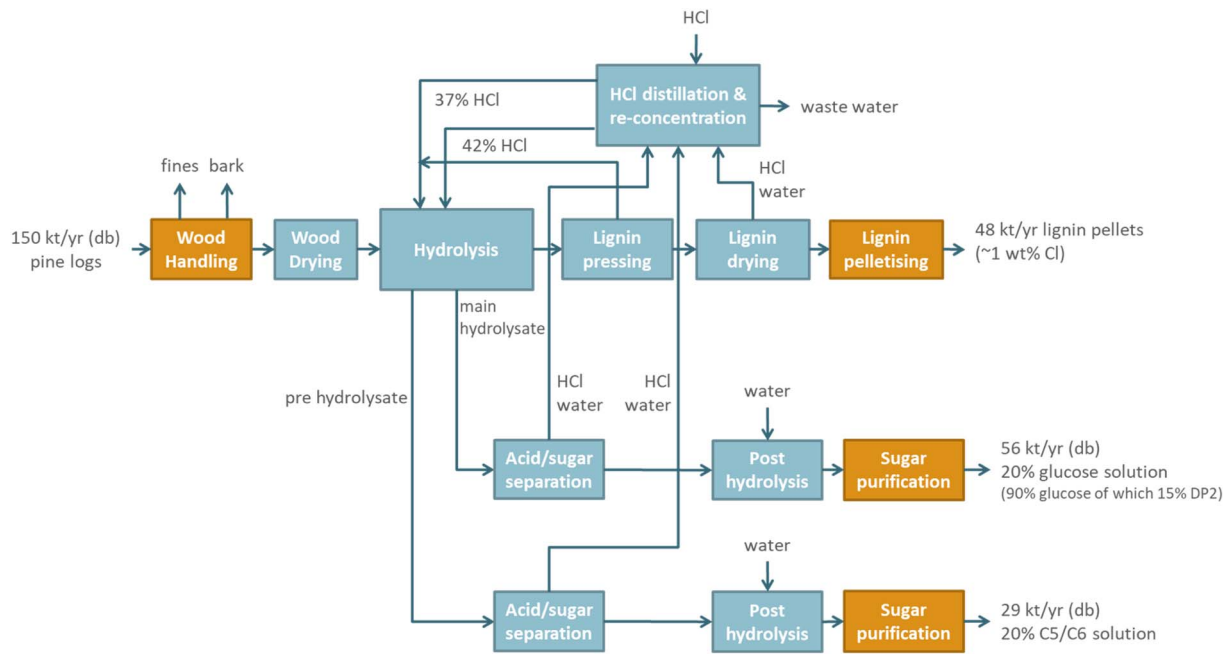 HCl
HCl distillation &
re-concentration
waste water
37% HCl
42% HCl
fines bark
HCl
water
150 kt/yr (db)
pine logs
Wood
Handling
Wood
Drying
Hydrolysis
Lignin
pressing
Lignin
drying
Lignin
pelletising
48 kt/yr lignin pellets
(~1 wt% Cl)
main
hydrolysate
pre hydrolysate
HCl
water
HCl
water
water
Acid/sugar
separation
Post
hydrolysis
Sugar
purification
56 kt/yr (db)
20% glucose solution
(90% glucose of which 15% DP2)
water
Acid/sugar
separation
Post
hydrolysis
Sugar
purification
29 kt/yr (db)
20% C5/C6 solution